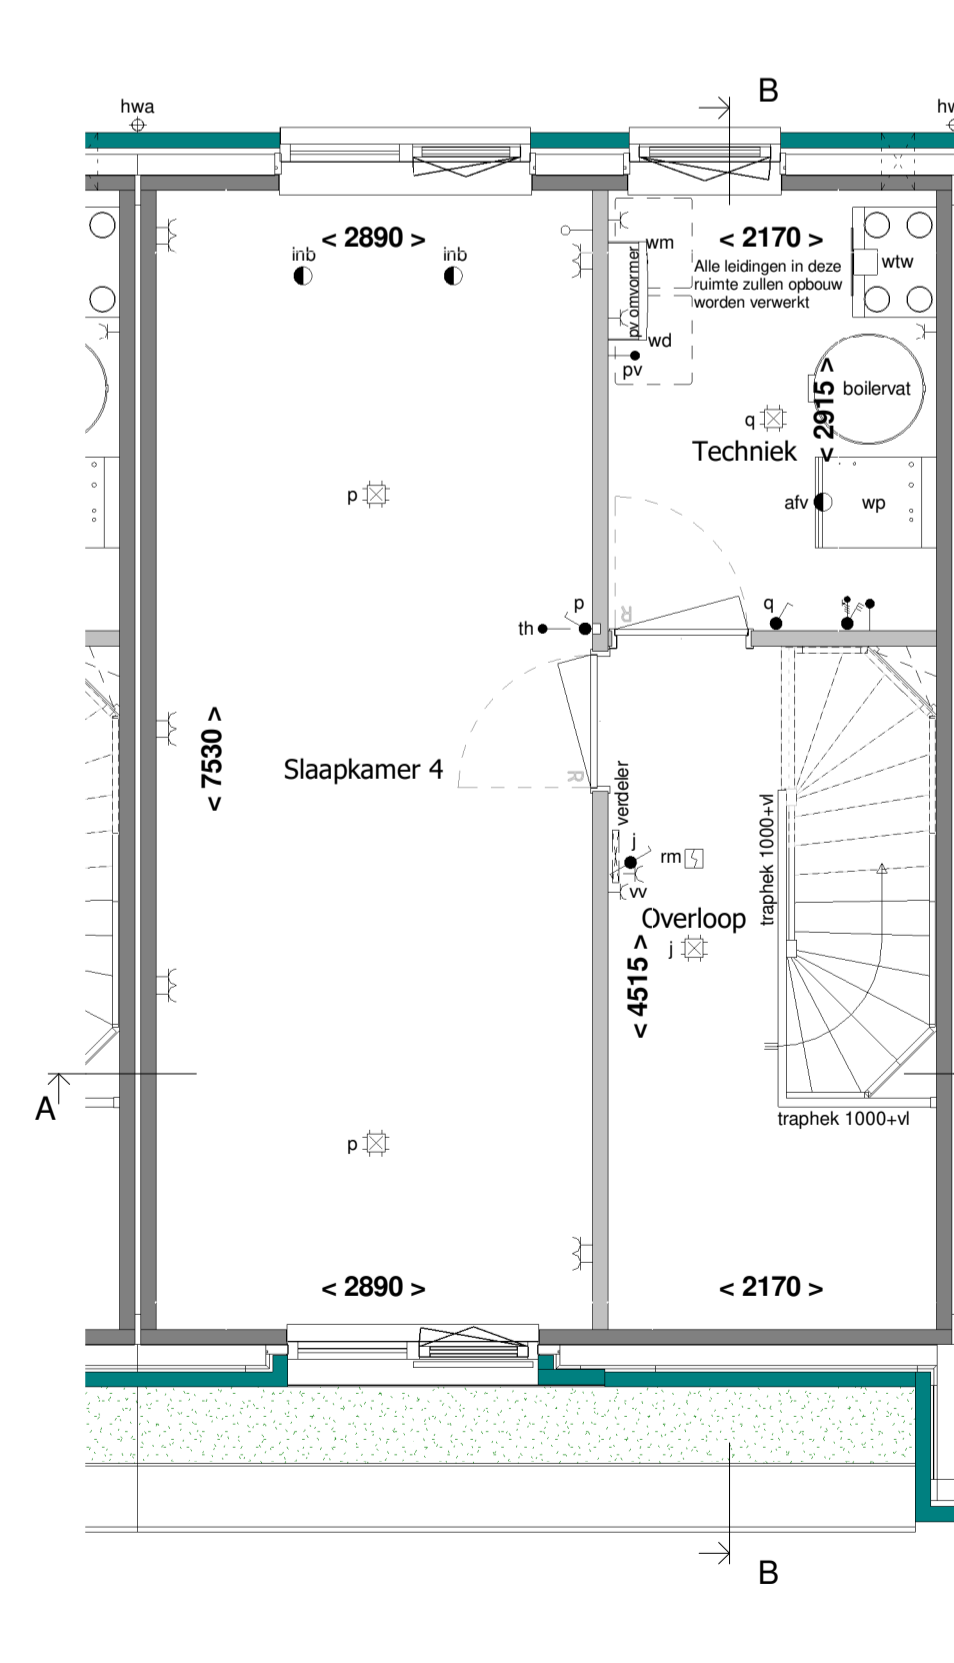 B
hwa
hw
< 2890 >
inb
inb
wm
< 2170 >
Alle leidingen in deze
ruimte zullen opbouw
worden verwerkt
wtw
pv omvormer
wd
pv
boilervat
< 2915 >
q
Techniek
p
afv
wp
p
th
q
R
< 7530 >
Slaapkamer 4
R
verdeler
j
rm
vv
traphek 1000+vl
Overloop
j
< 4515 >
A
traphek 1000+vl
p
< 2890 >
< 2170 >
B